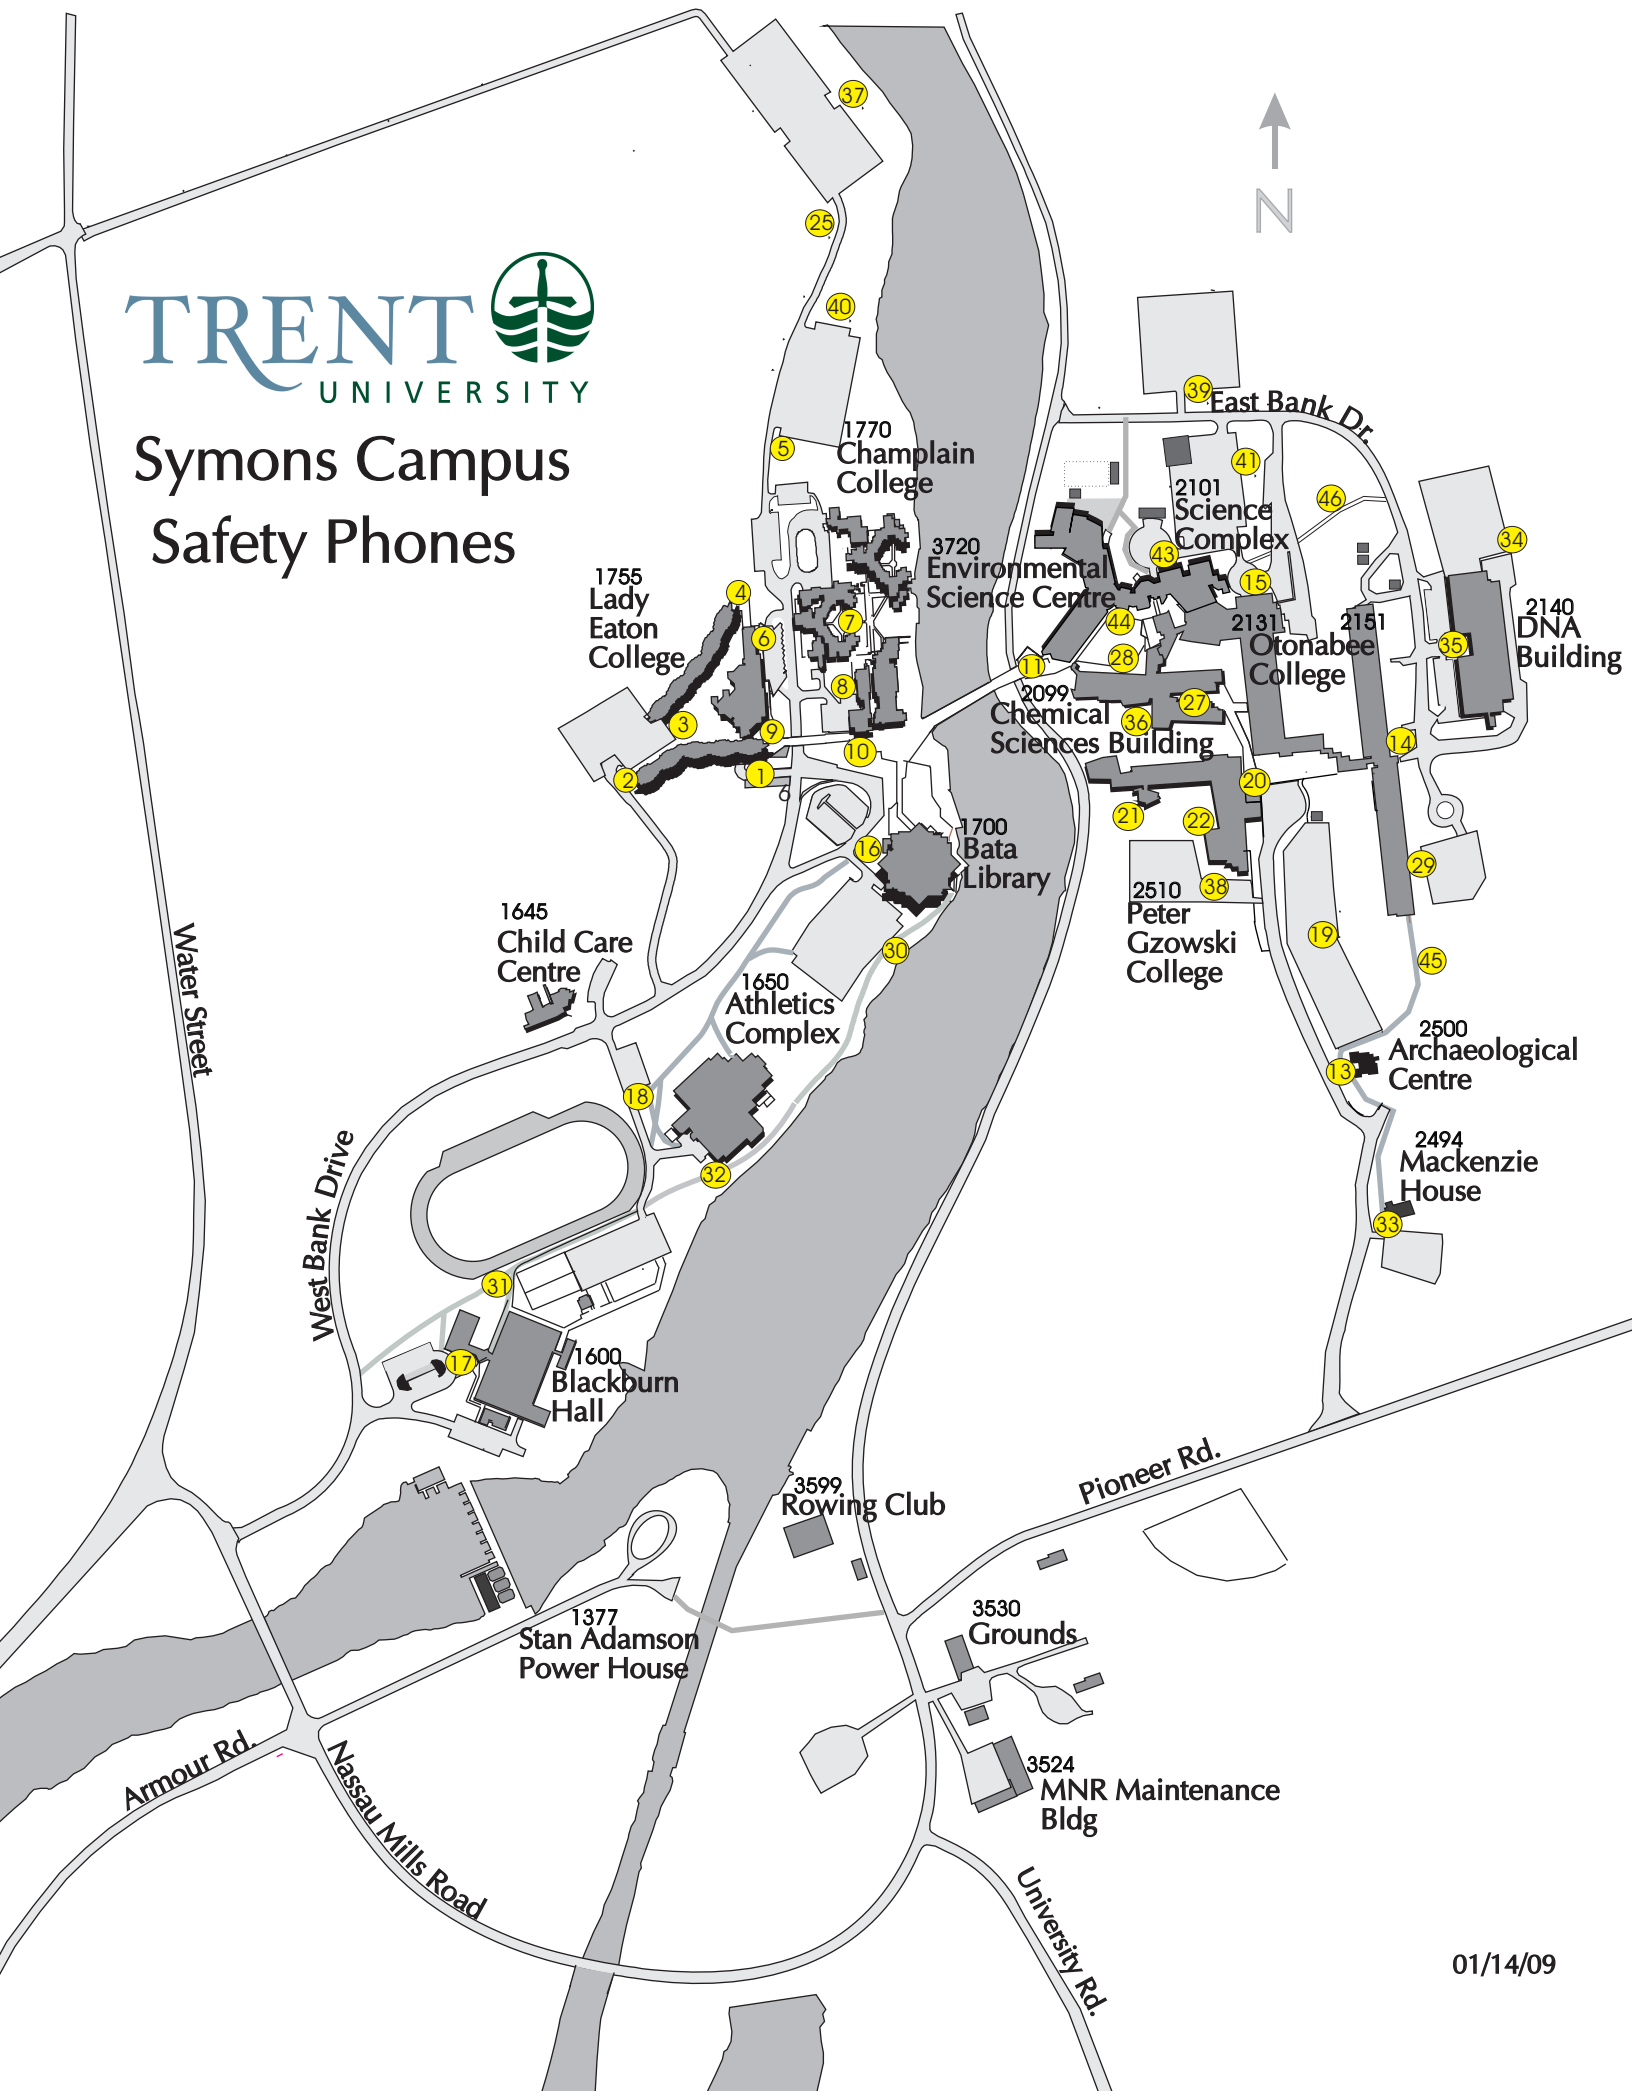 37
N
25
TRENT
UNIVERSITY
Symons Campus
Safety Phones
40
39
East Bank Dr.
5
1770
Champlain
College
41
46
2101
Science
Complex
34
43
3720
Environmental
Science Centre
15
1755
Lady
Eaton
College
4
6
7
44
2131
2151
Otonabee
College
35
2140
DNA
Building
28
11
8
27
2099
Chemical
Sciences Building
36
3
9
10
14
2
1
6
20
21
22
1700
Bata
Library
16
29
38
2510
Peter
Gzowski
College
19
45
1645
Child Care
Centre
Water Street
30
1650
Athletics
Complex
2500
Archaeological
Centre
13
18
2494
Mackenzie
House
32
33
West Bank Drive
31
17
1600
Blackburn
Hall
Pioneer Rd.
3599
Rowing Club
1377
Stan Adamson
Power House
3530
Grounds
Armour Rd.
Nassau Mills Road
3524
MNR Maintenance
Bldg
University Rd.
01/14/09